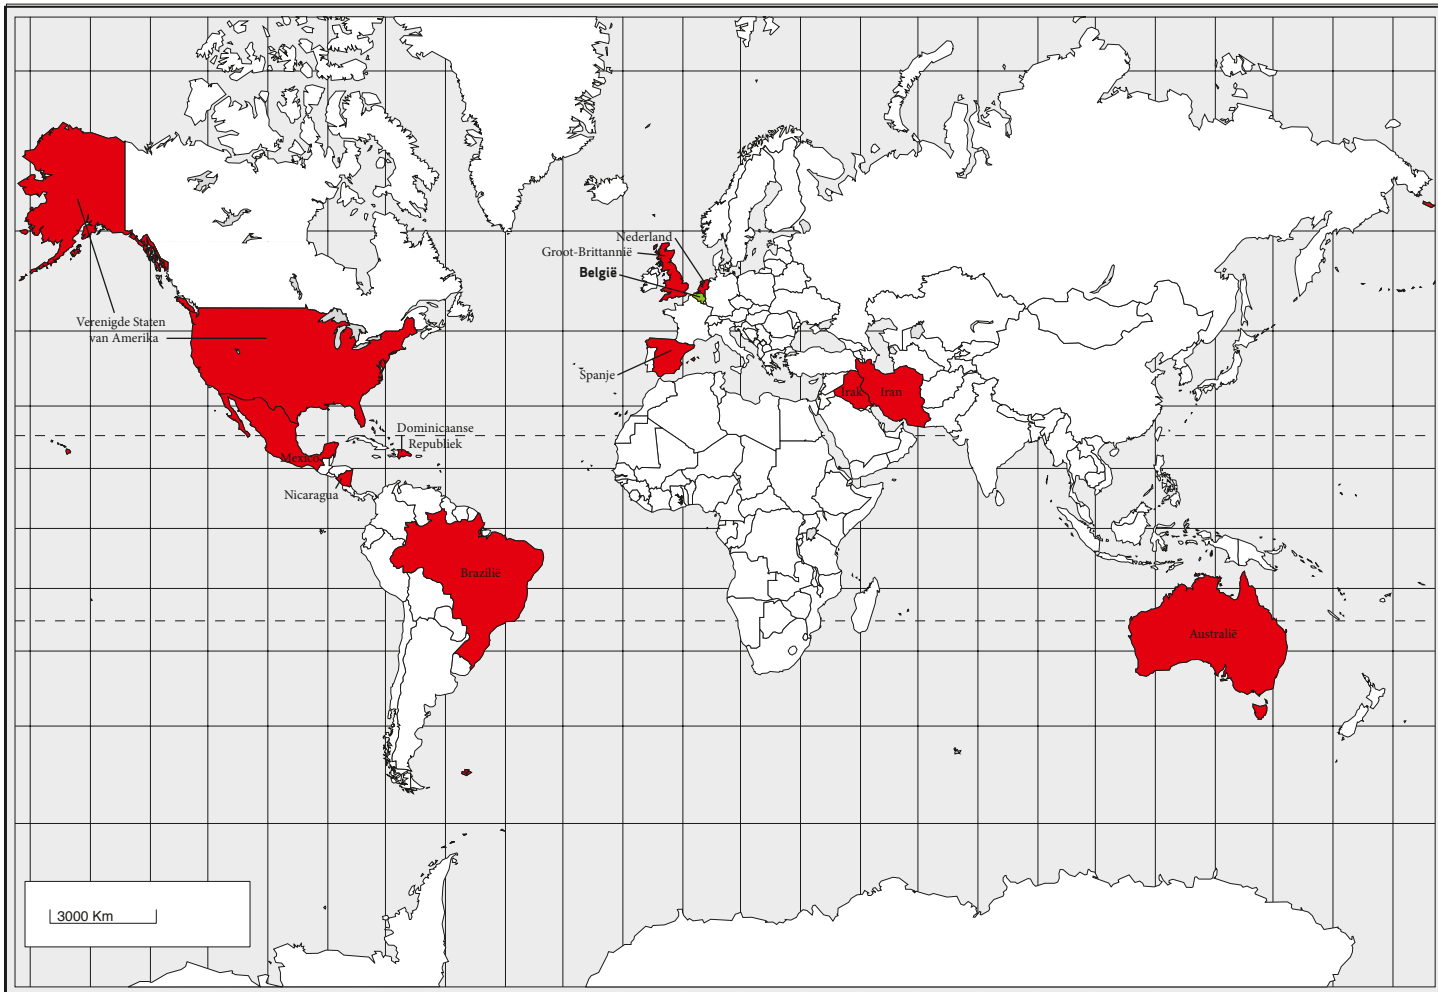 Nederland
Groot-Brittannië
België
Verenigde Staten
van Amerika
Spanje
Irak
Iran
Dominicaanse
Republiek
Mexico
Nicaragua
Brazilië
Australië
3000 Km